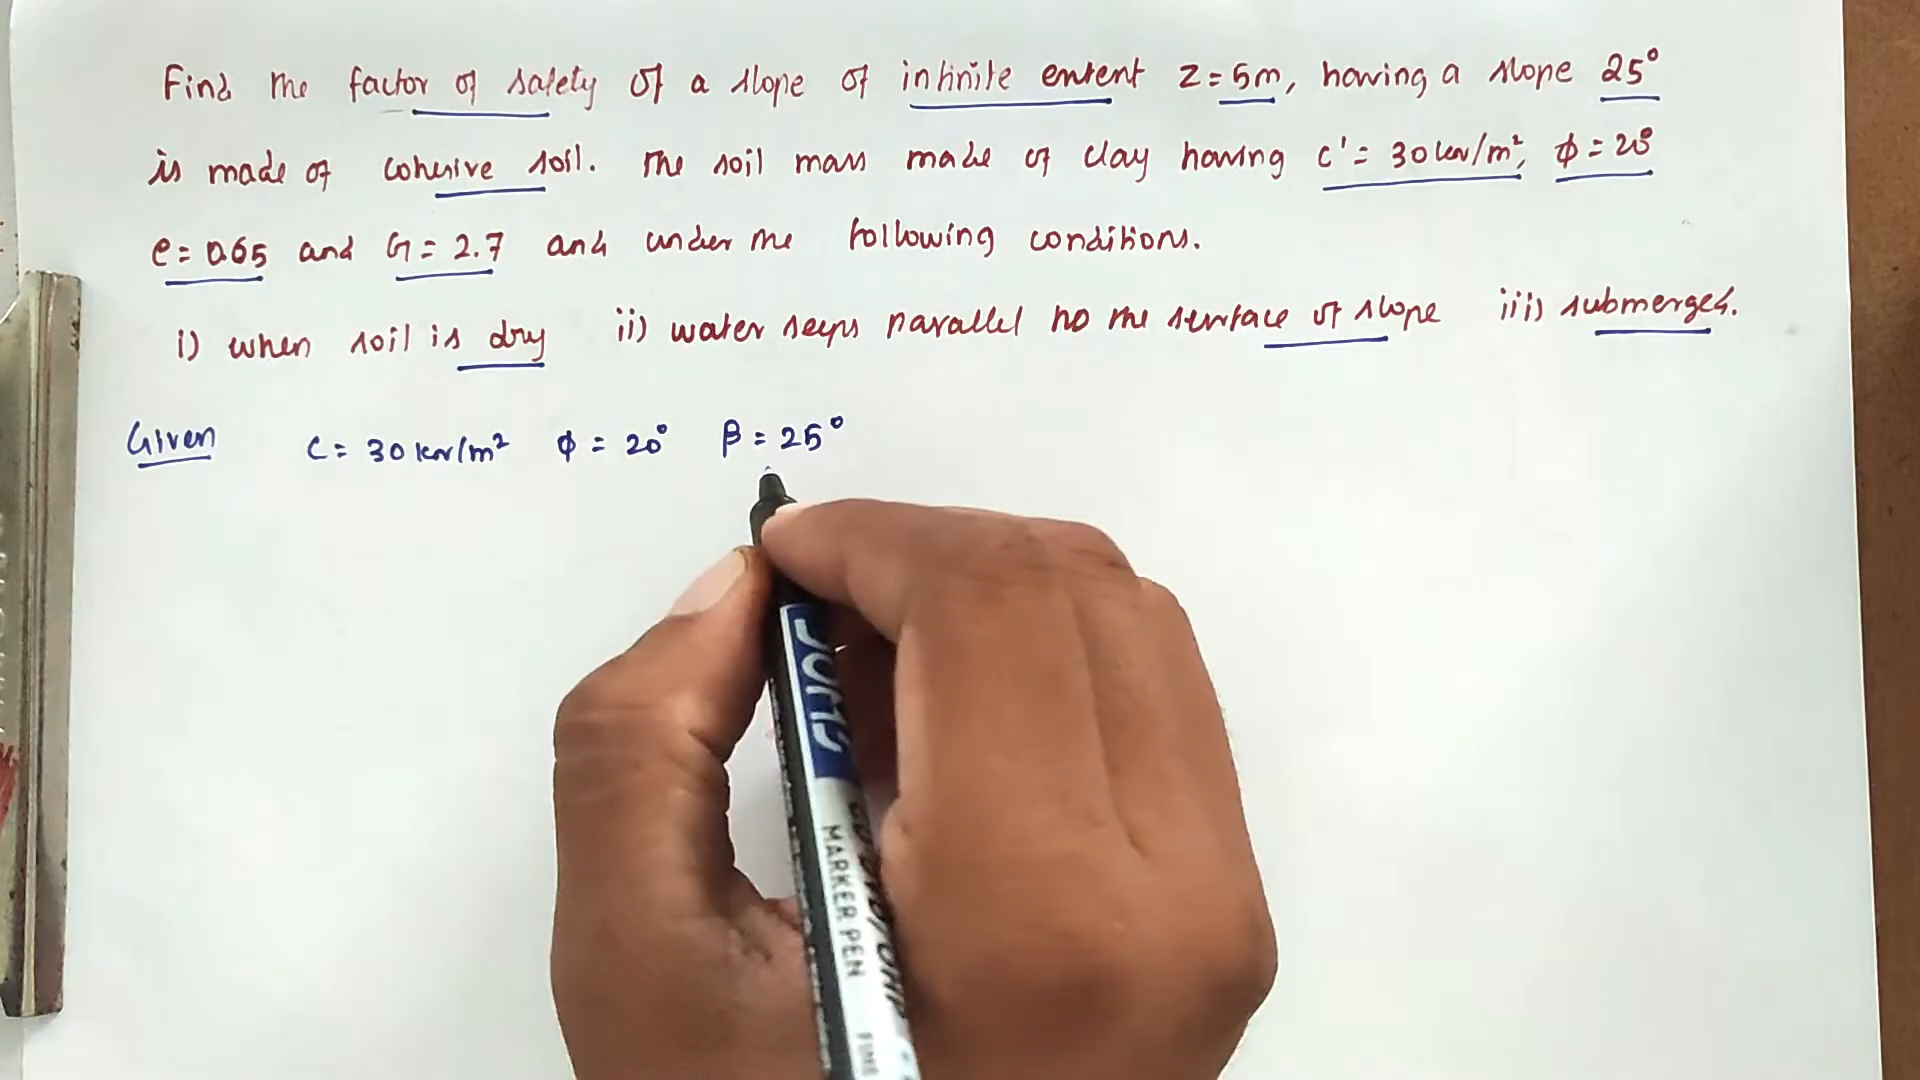 Find the factor of safety of a slope of infinite extent z = 5m, having a slope 25°
is made of cohesive soil. The soil mass made of clay having c' = 30 kN/m², ϕ = 20°
e = 0.65 and G = 2.7 and under the following conditions.
i) when soil is dry ii) water seeps parallel to the surface of slope iii) submerged.
Given c = 30 kN/m² ϕ = 20° β = 25°
MARKER PEN